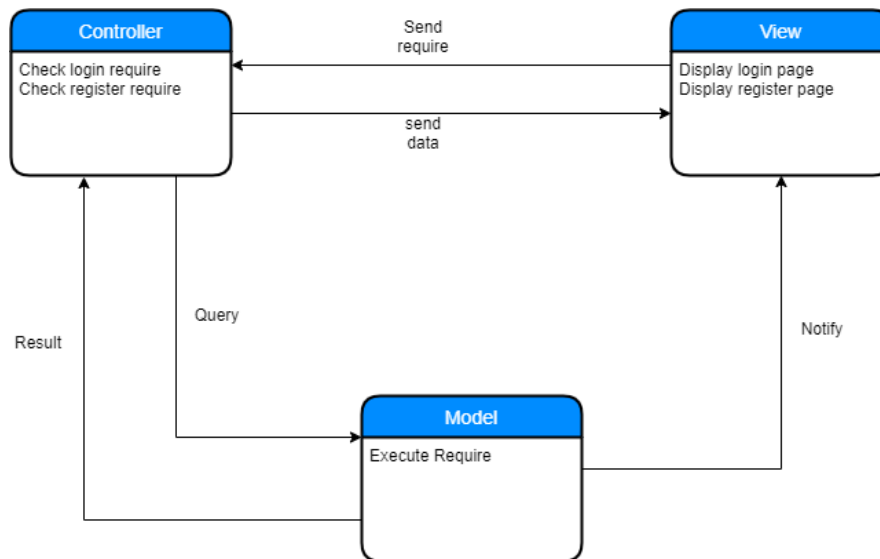 Controller
Check login require
Check register require
Send
require
send
data
View
Display login page
Display register page
Result
Query
Notify
Model
Execute Require